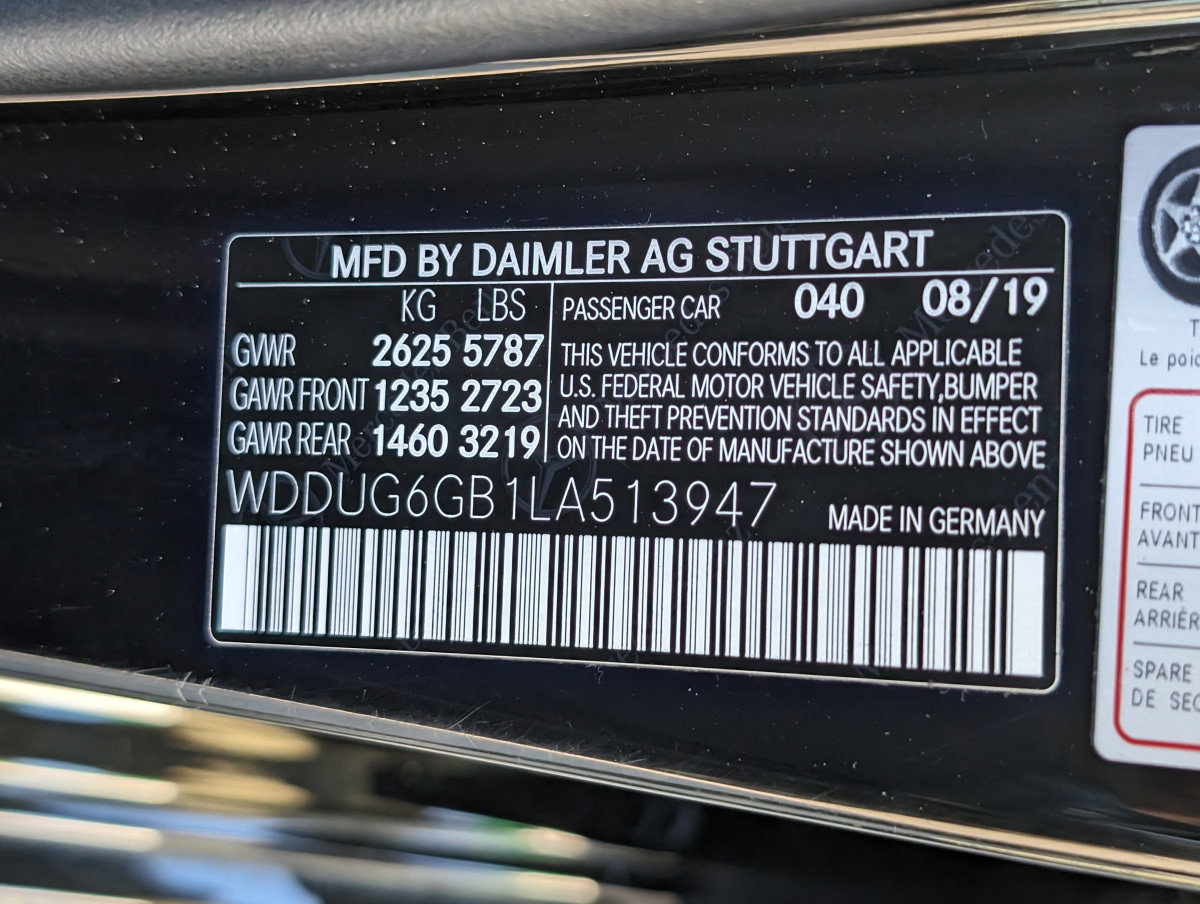 MFD BY DAIMLER AG STUTTGART
KG LBS
GVWR 2625 5787
GAWR FRONT 1235 2723
GAWR REAR 1460 3219
PASSENGER CAR 040 08/19
THIS VEHICLE CONFORMS TO ALL APPLICABLE
U.S. FEDERAL MOTOR VEHICLE SAFETY,BUMPER
AND THEFT PREVENTION STANDARDS IN EFFECT
ON THE DATE OF MANUFACTURE SHOWN ABOVE
WDDUG6GB1LA513947
MADE IN GERMANY
Le
TIRE
PNEU
FRONT
AVANT
REAR
SPARE
DE